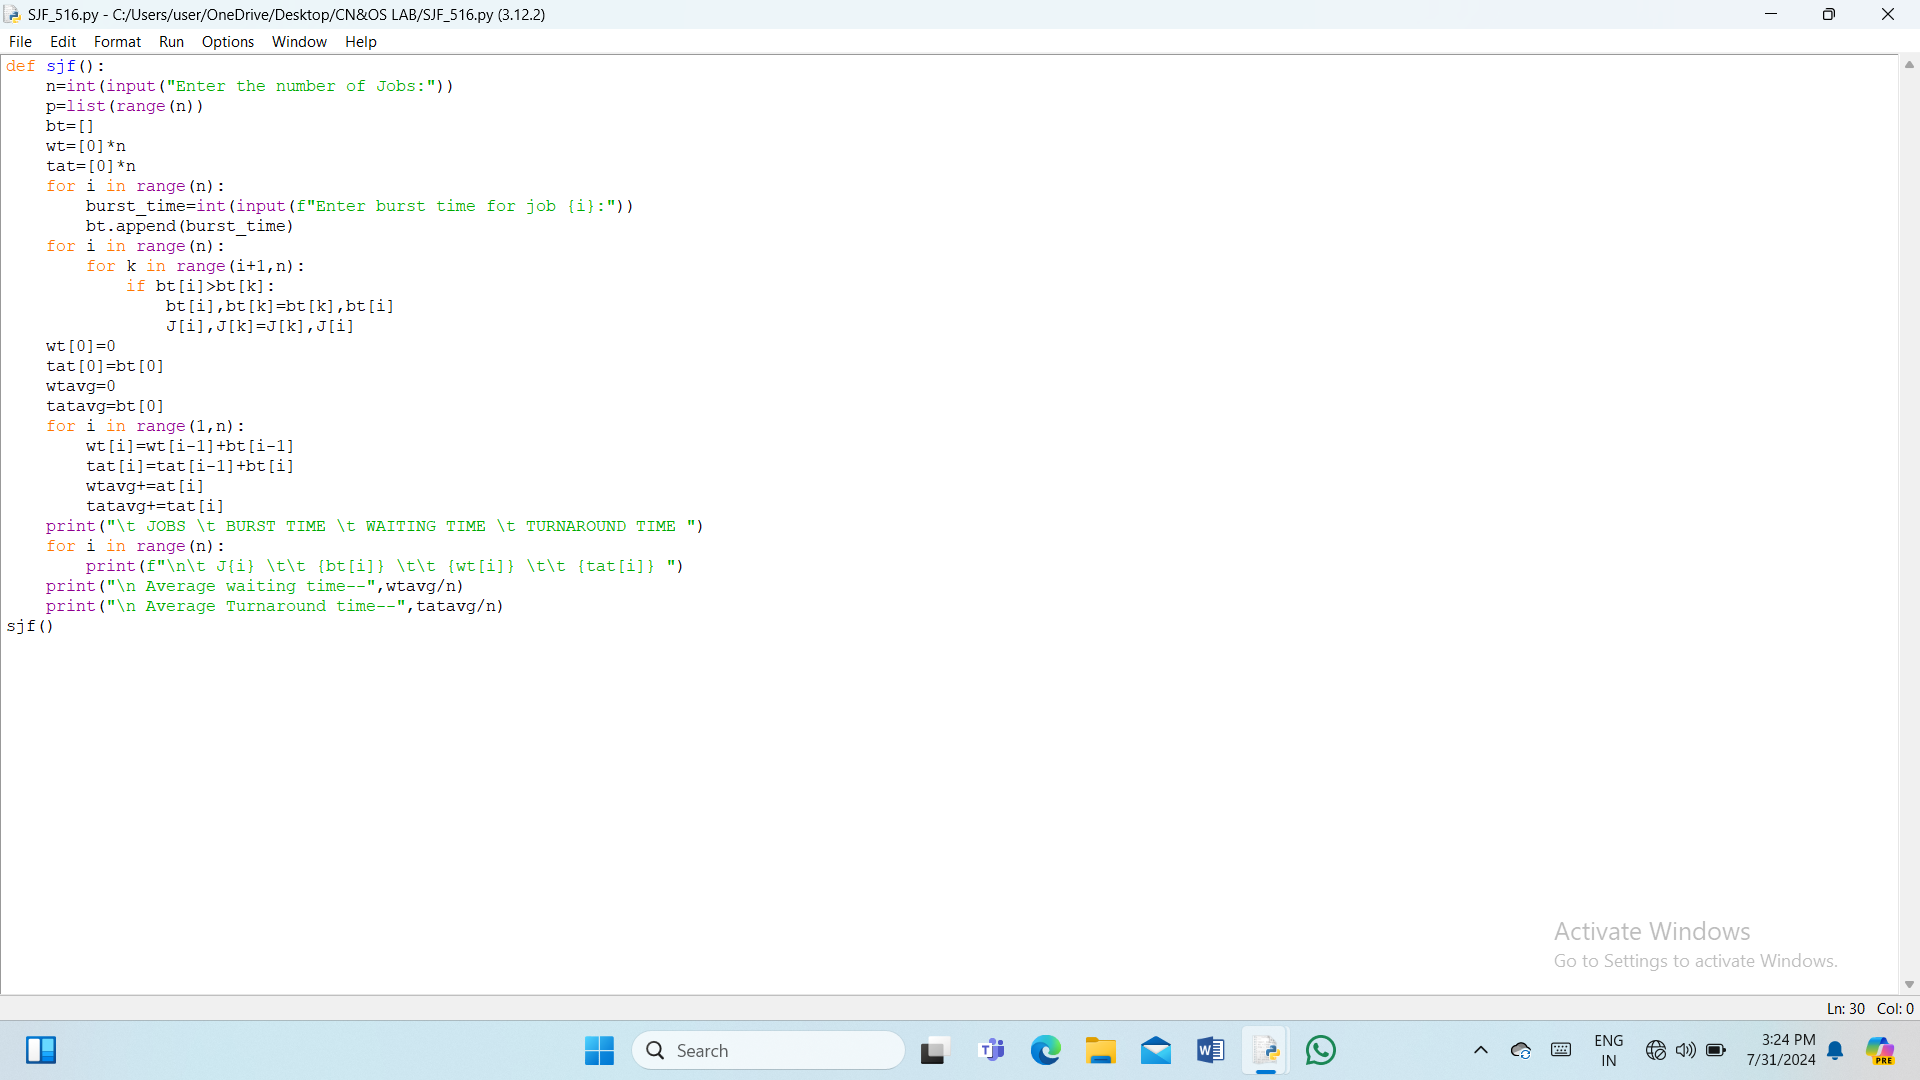 SJF_516.py - C:/Users/user/OneDrive/Desktop/CN&OS LAB/SJF_516.py (3.12.2)
File Edit Format Run Options Window Help
def sjf():
    n=int(input("Enter the number of Jobs:"))
    p=list(range(n))
    bt=[]
    wt=[0]*n
    tat=[0]*n
    for i in range(n):
        burst_time=int(input(f"Enter burst time for job {i}:"))
        bt.append(burst_time)
    for i in range(n):
        for k in range(i+1,n):
            if bt[i]>bt[k]:
                bt[i],bt[k]=bt[k],bt[i]
                J[i],J[k]=J[k],J[i]
    wt[0]=0
    tat[0]=bt[0]
    wtavg=0
    tatavg=bt[0]
    for i in range(1,n):
        wt[i]=wt[i-1]+bt[i-1]
        tat[i]=tat[i-1]+bt[i]
        wtavg+=at[i]
        tatavg+=tat[i]
    print("\t JOBS \t BURST TIME \t WAITING TIME \t TURNAROUND TIME ")
    for i in range(n):
        print(f"\n\t J{i} \t\t {bt[i]} \t\t {wt[i]} \t\t {tat[i]} ")
    print("\n Average waiting time--",wtavg/n)
    print("\n Average Turnaround time--",tatavg/n)
sjf()
Activate Windows
Go to Settings to activate Windows.
Ln: 30 Col: 0
Search
ENG
IN
3:24 PM
7/31/2024
PRE